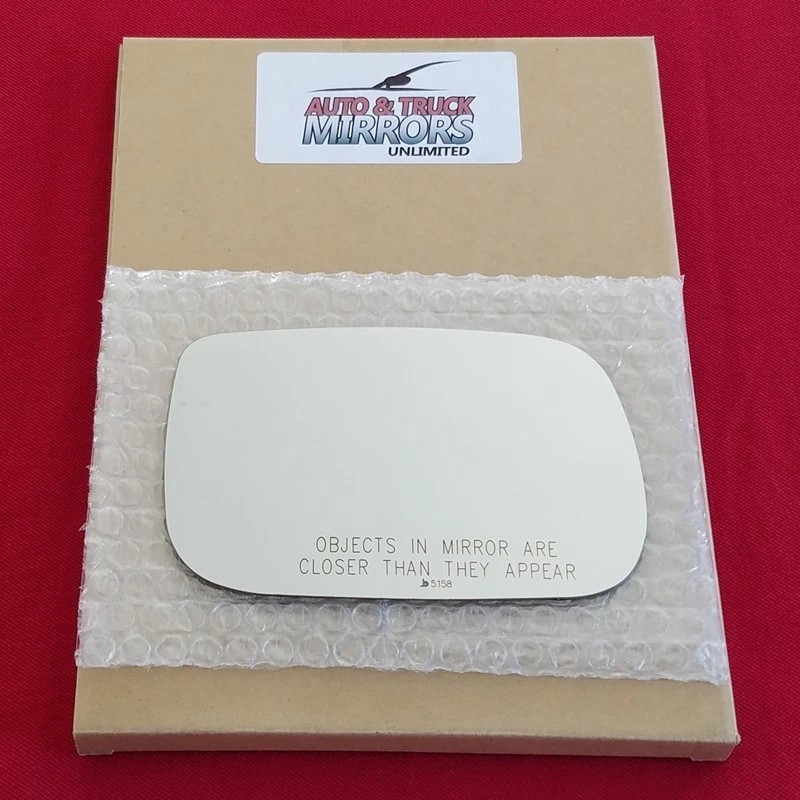 AUTO & TRUCK
MIRRORS
UNLIMITED
OBJECTS IN MIRROR ARE
CLOSER THAN THEY APPEAR
b 5158